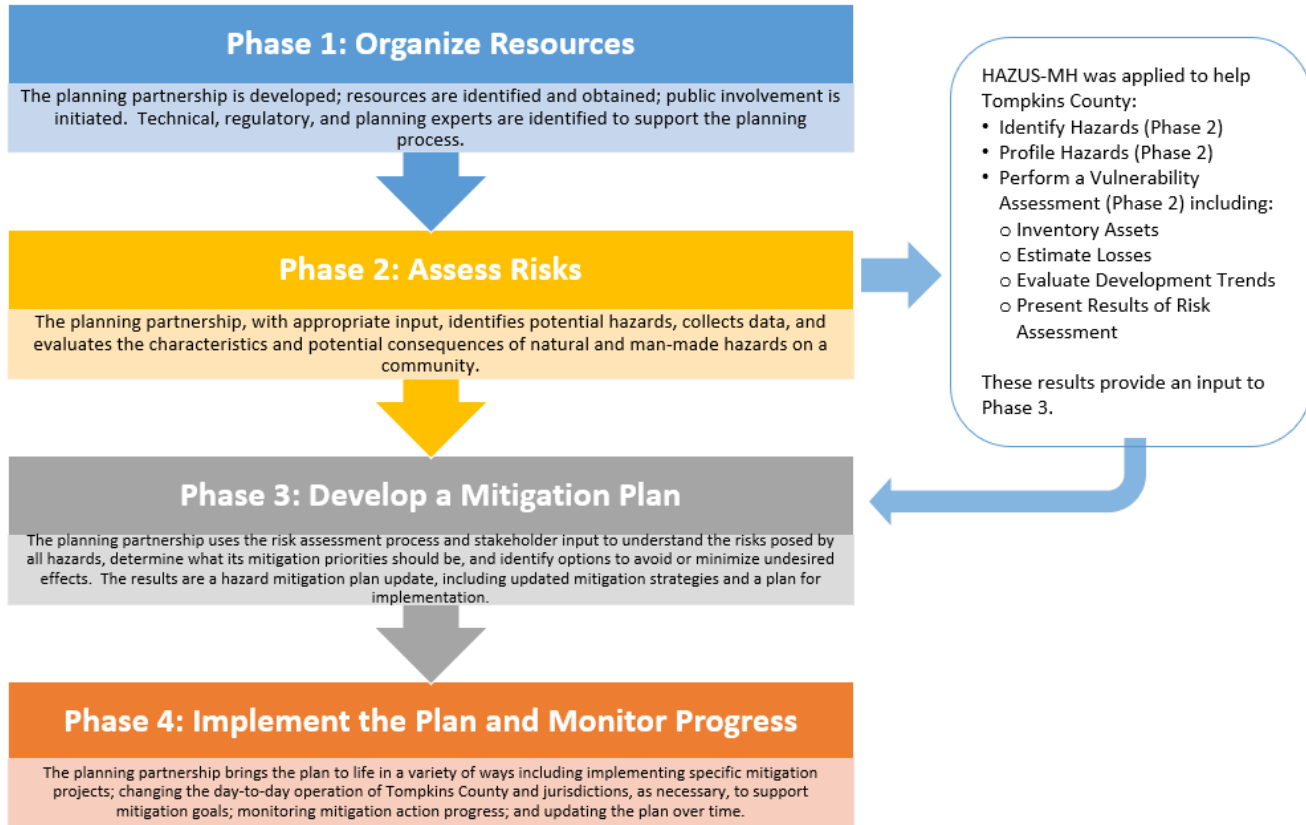 Phase 1: Organize Resources
The planning partnership is developed; resources are identified and obtained; public involvement is
initiated.  Technical, regulatory, and planning experts are identified to support the planning
process.
Phase 2: Assess Risks
The planning partnership, with appropriate input, identifies potential hazards, collects data, and
evaluates the characteristics and potential consequences of natural and man-made hazards on a
community.
HAZUS-MH was applied to help
Tompkins County:
• Identify Hazards (Phase 2)
• Profile Hazards (Phase 2)
• Perform a Vulnerability
Assessment (Phase 2) including:
o Inventory Assets
o Estimate Losses
o Evaluate Development Trends
o Present Results of Risk
Assessment
These results provide an input to
Phase 3.
Phase 3: Develop a Mitigation Plan
The planning partnership uses the risk assessment process and stakeholder input to understand the risks posed by
all hazards, determine what its mitigation priorities should be, and identify options to avoid or minimize undesired
effects.  The results are a hazard mitigation plan update, including updated mitigation strategies and a plan for
implementation.
Phase 4: Implement the Plan and Monitor Progress
The planning partnership brings the plan to life in a variety of ways including implementing specific mitigation
projects; changing the day-to-day operation of Tompkins County and jurisdictions, as necessary, to support
mitigation goals; monitoring mitigation action progress; and updating the plan over time.